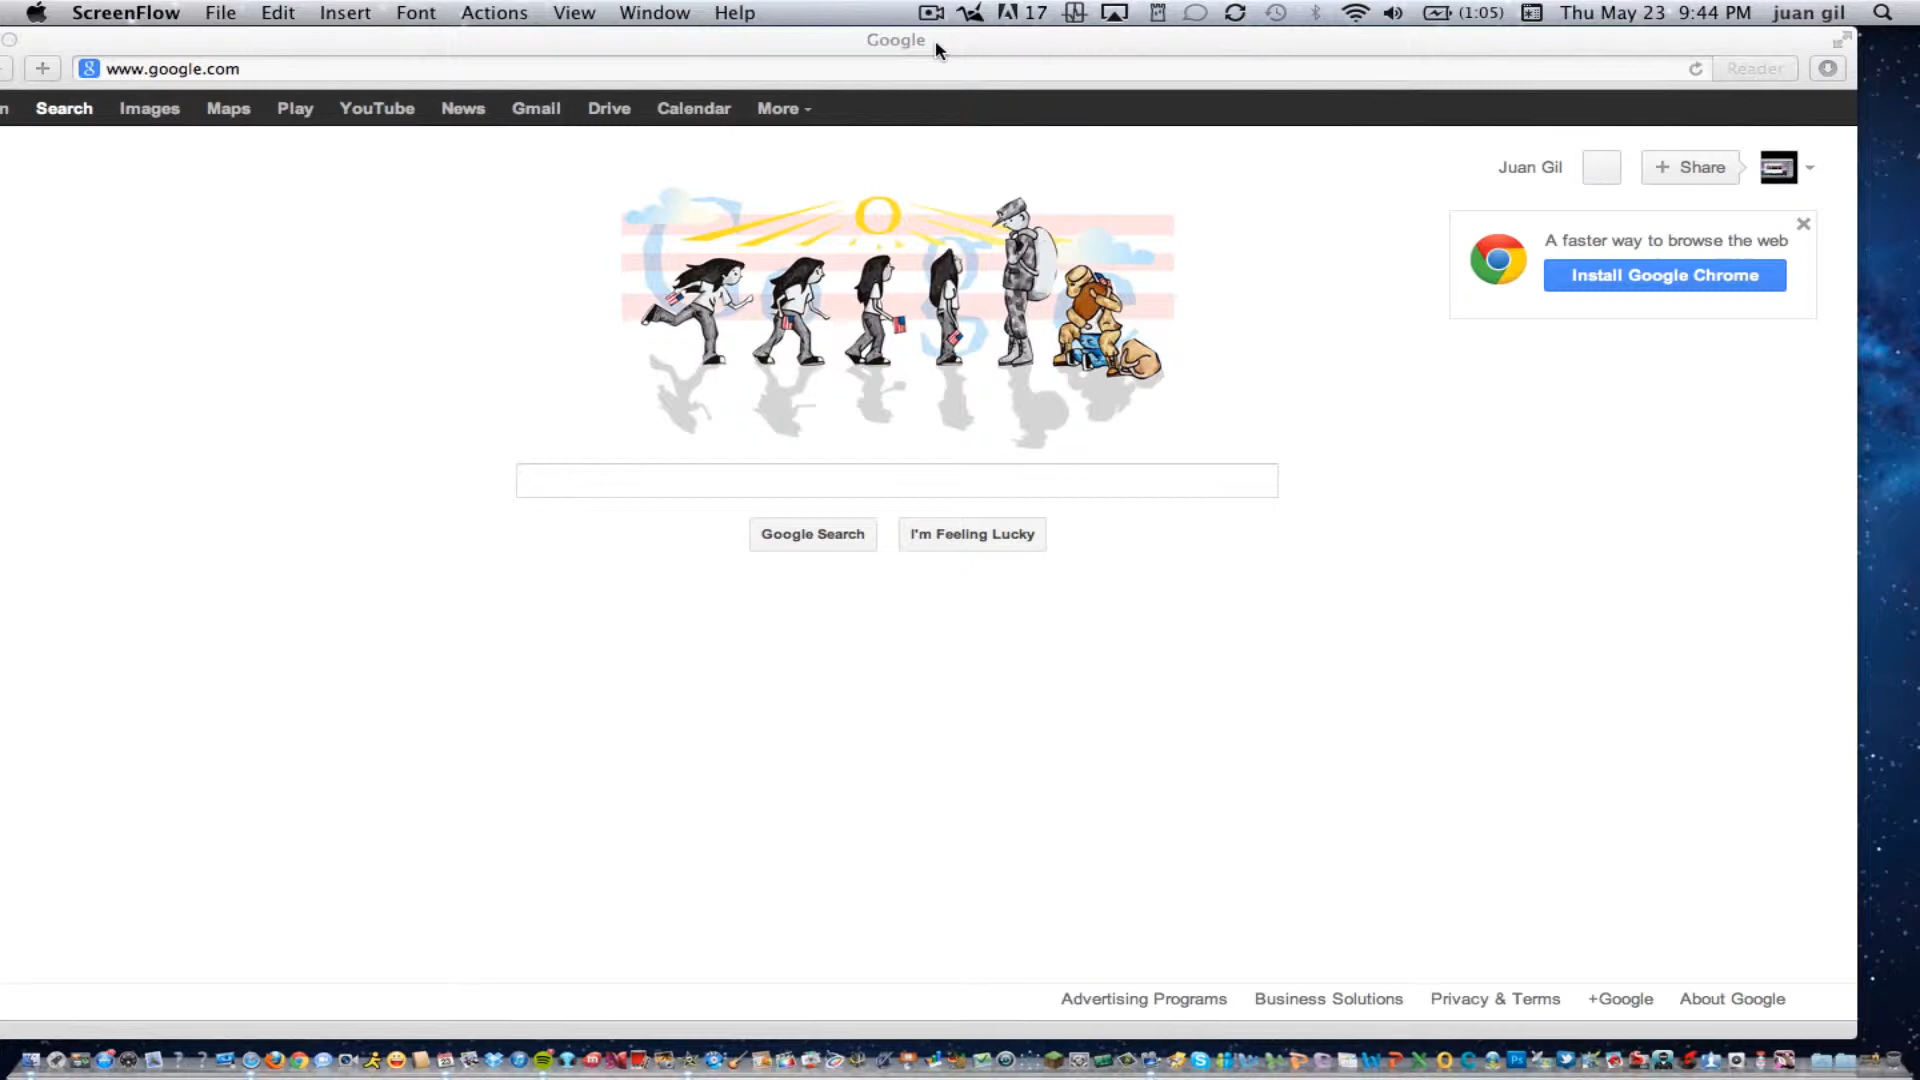 ScreenFlow File Edit Insert Font Actions View Window Help 17 (1:05) Thu May 23 9:44 PM juan gil
Google
www.google.com Reader
Search Images Maps Play YouTube News Gmail Drive Calendar More
Juan Gil + Share
A faster way to browse the web
Install Google Chrome
Google
Google Search I'm Feeling Lucky
Advertising Programs Business Solutions Privacy & Terms +Google About Google